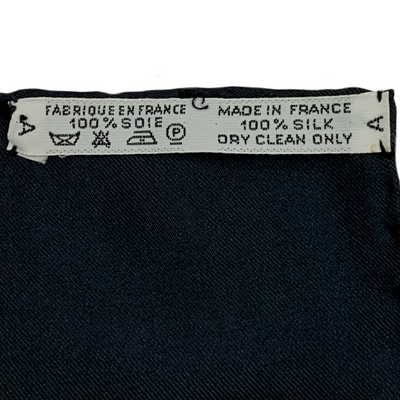 FABRIQUE EN FRANCE
100% SOIE
P
MADE IN FRANCE
100% SILK
DRY CLEAN ONLY
A
A